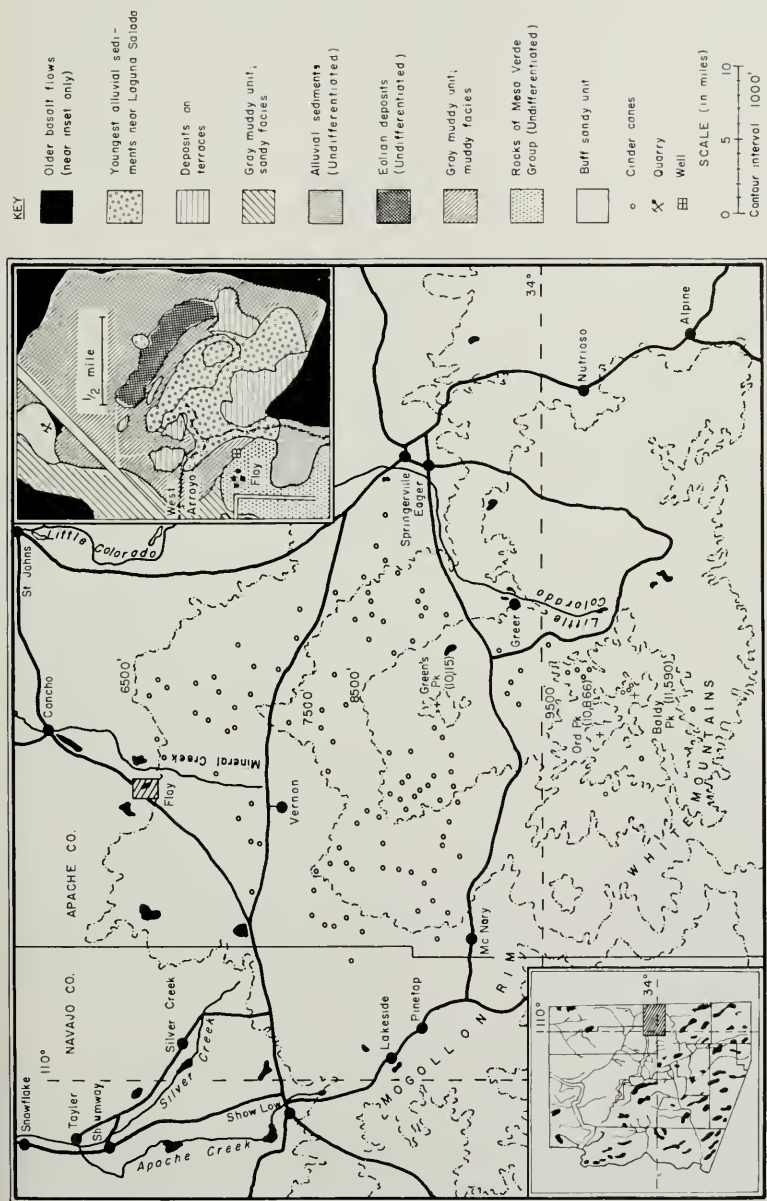 KEY
Older basalt flows
(near inset only)
Youngest alluvial sedi-
ments near Laguna Salada
Deposits on
terraces
Gray muddy unit;
sandy facies
Alluvial sediments
(Undifferentiated)
Eolian deposits
(Undifferentiated)
Gray muddy unit;
muddy facies
Rocks of Mesa Verde
Group (Undifferentiated)
Buff sandy unit
Cinder cones
Quarry
Well
SCALE (in miles)
0 5 10
Contour interval 1000'
1/2 mile
West
Arroyo
Floy
Snowflake
Tayler
Shumway
Silver Creek
Silver Creek
Apache Creek
Show Low
Lakeside
Pinetop
MOGOLLON RIM
110°
NAVAJO CO.
APACHE CO.
Concho
Floy
Mineral Creek
Vernon
St Johns
Little
Colorado
6500'
7500'
8500'
Green's
Pk
(10,115)
Springerville
Eager
Mc Nary
Greer
Little
Colorado
9500'
Ord Pk
(10,866)
Baldy
Pk (11,590)
WHITE MOUNTAINS
34°
Nutrioso
Alpine
110°
34°